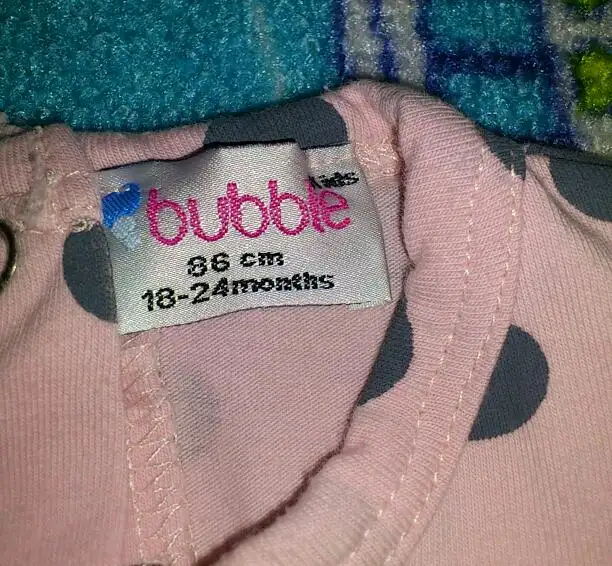 kids
bubble
86 cm
18-24months